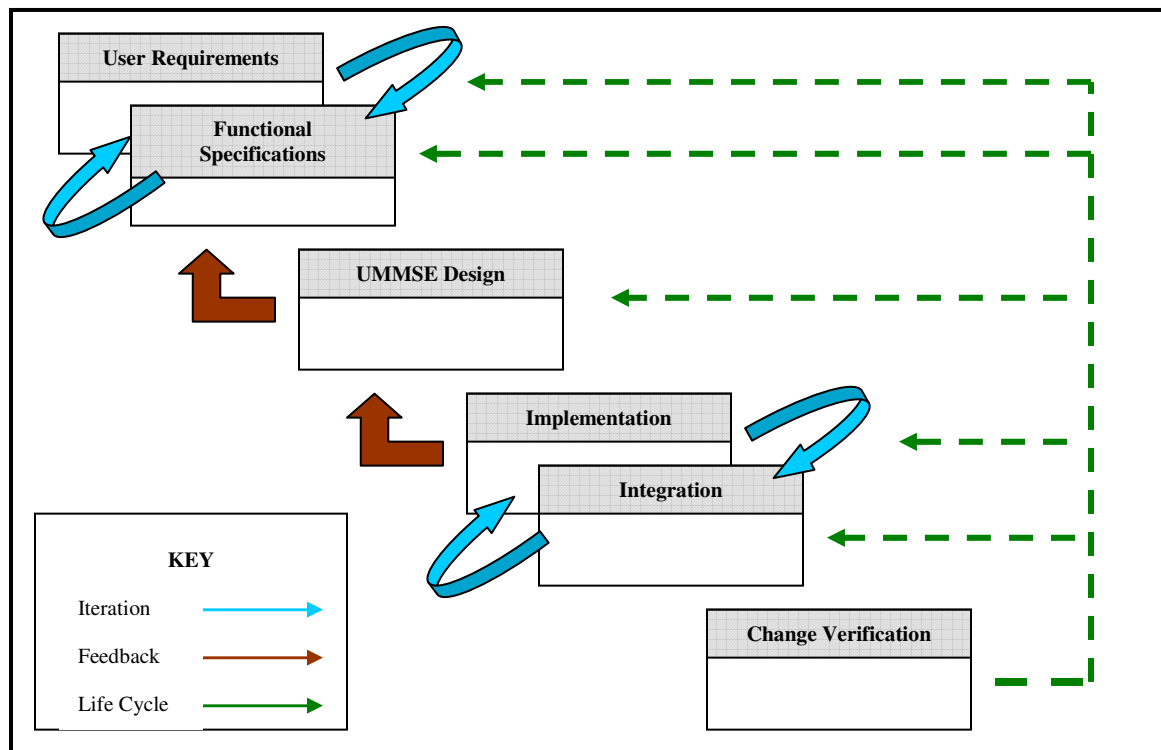 User Requirements
Functional
Specifications
UMMSE Design
Implementation
Integration
Change Verification
KEY
Iteration
Feedback
Life Cycle